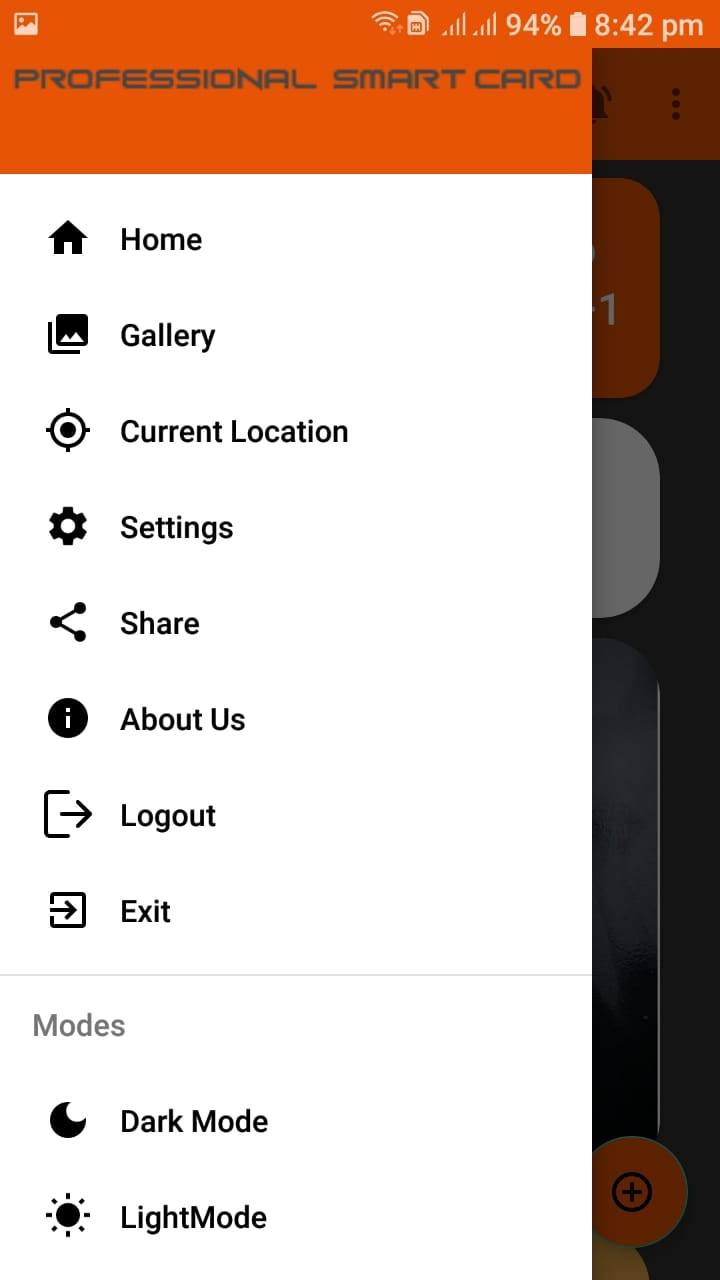 94% 8:42 pm
PROFESSIONAL SMART CARD
Home
Gallery
Current Location
Settings
Share
About Us
Logout
Exit
Modes
Dark Mode
LightMode